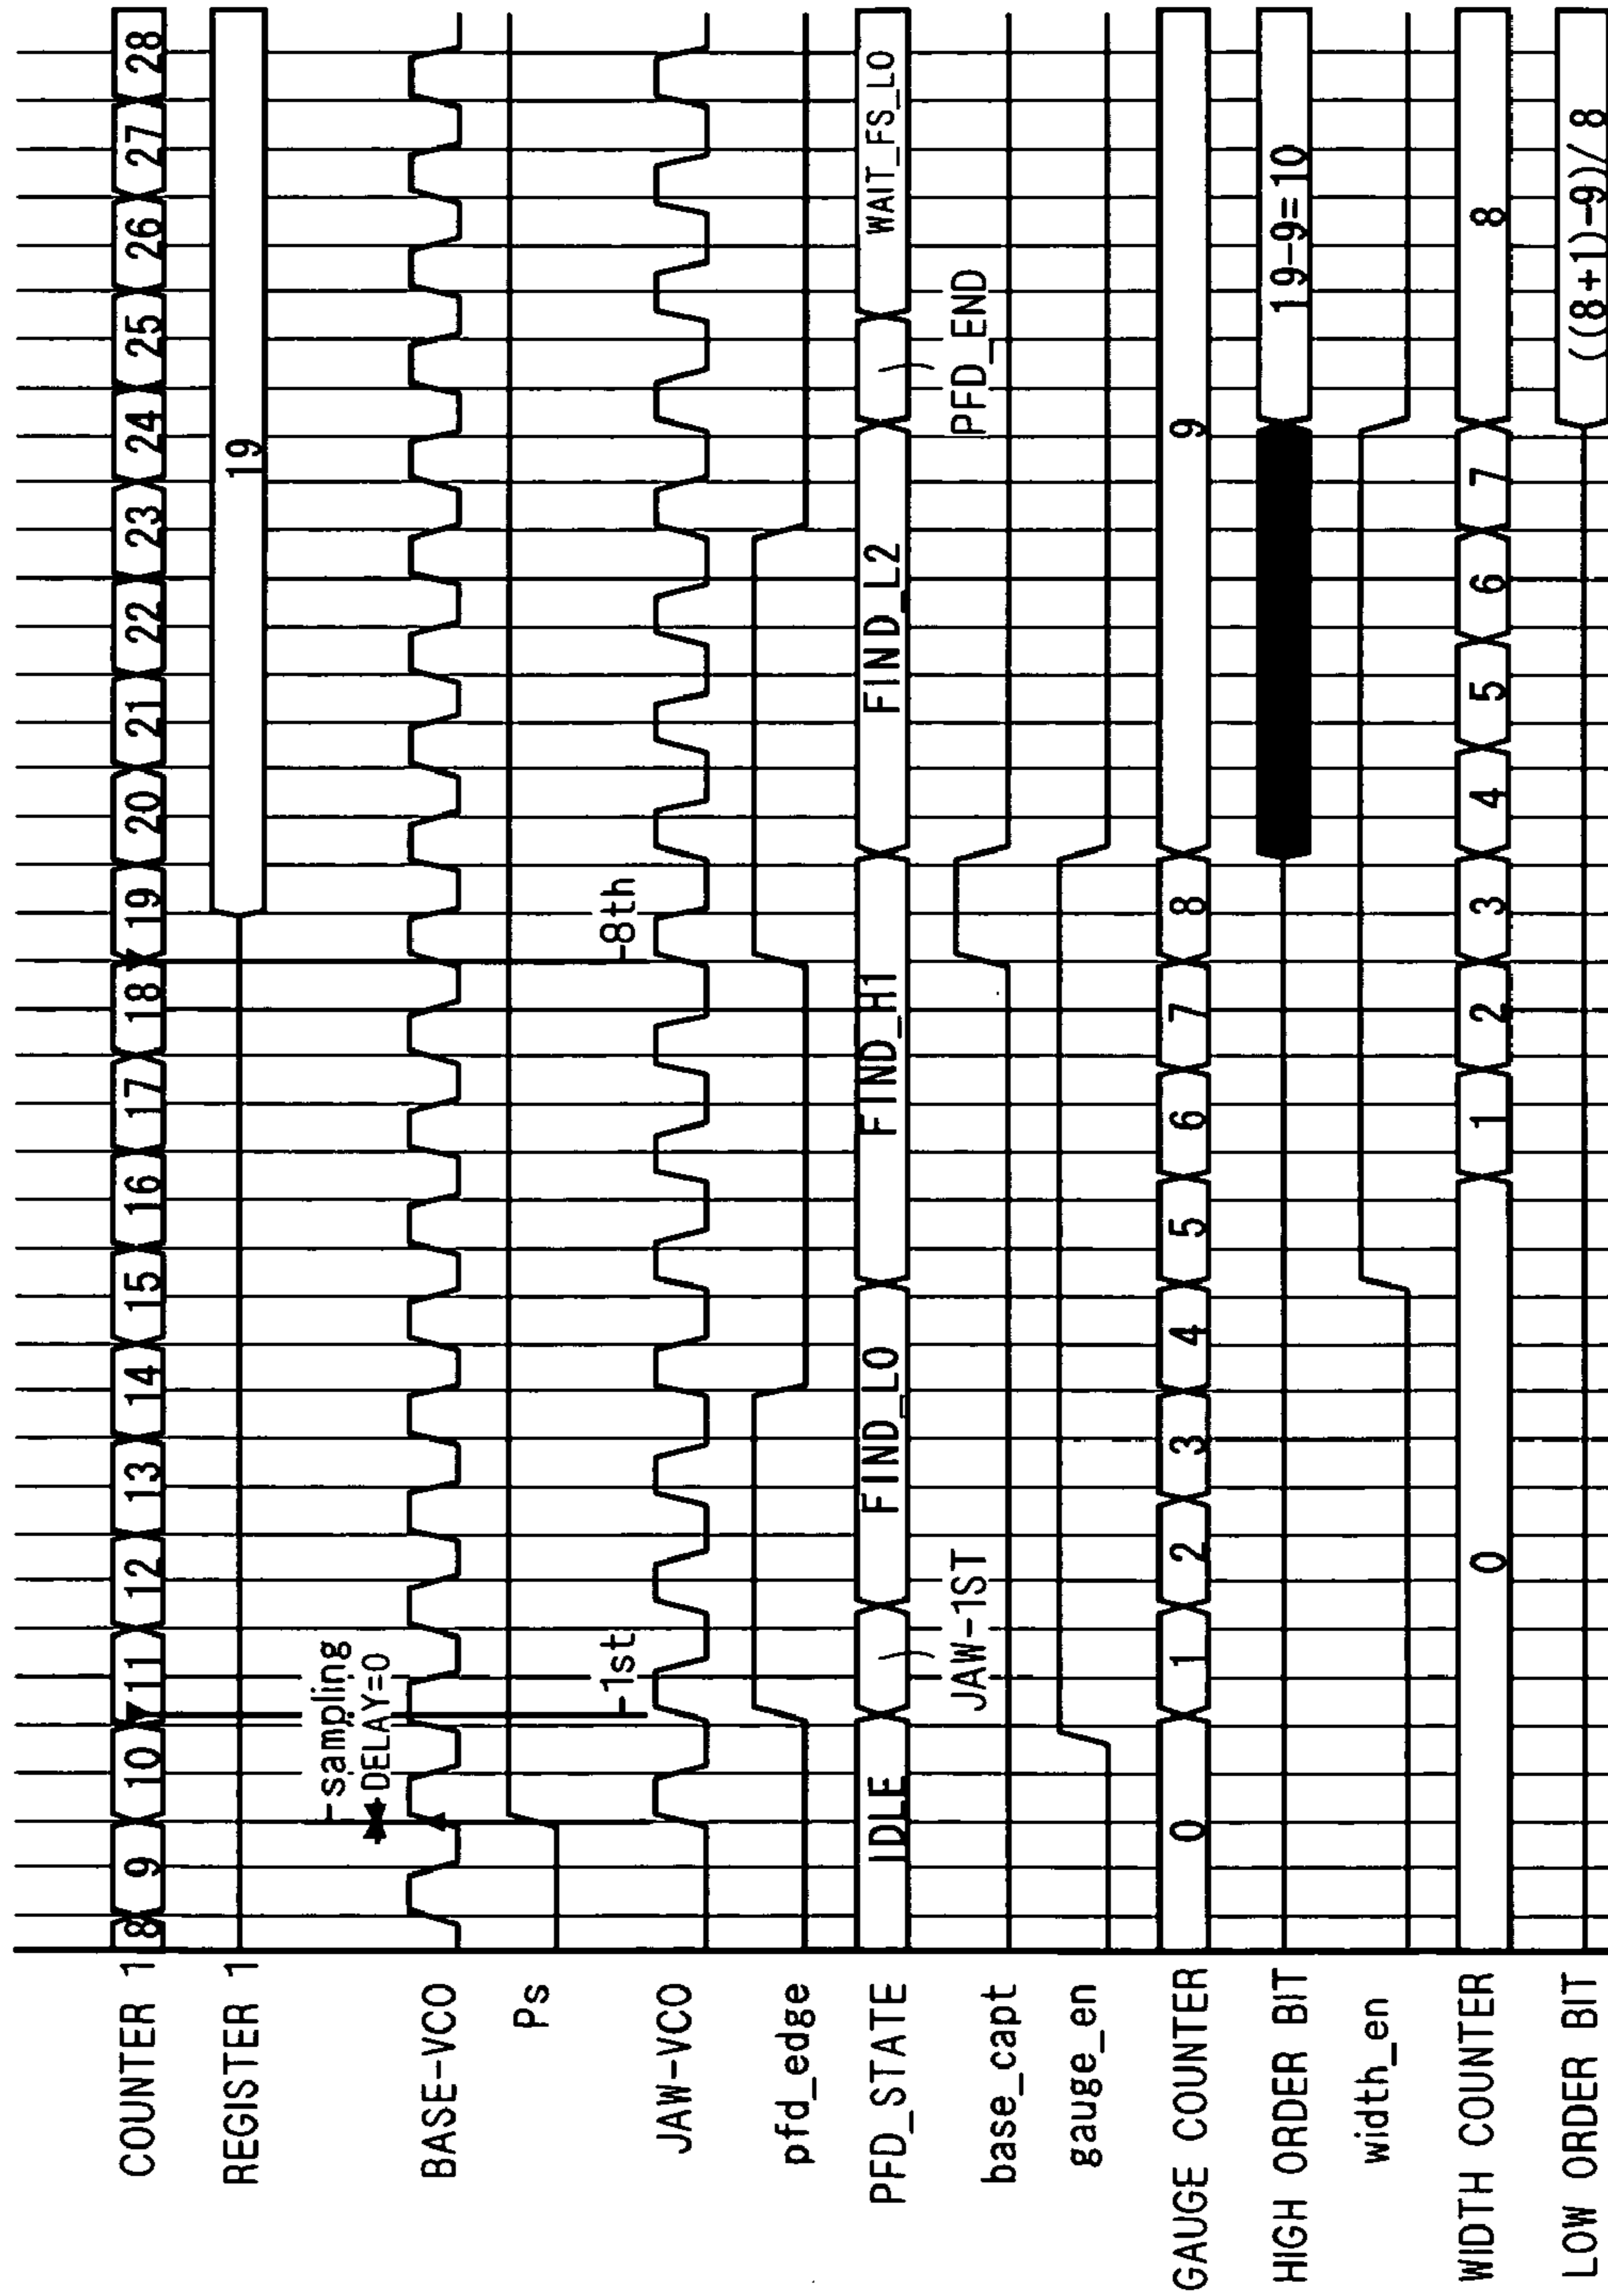 COUNTER 1
8 9 10 11 12 13 14 15 16 17 18 19 20 21 22 23 24 25 26 27 28
REGISTER 1
19
sampling
DELAY=0
BASE-VCO
Ps
1st
8th
JAW-VCO
pfd_edge
PFD_STATE
IDLE
FIND_L0
FIND_H1
FIND_L2
WAIT_FS_LO
JAW-1ST
PFD_END
base_capt
gauge_en
GAUGE COUNTER
0 1 2 3 4 5 6 7 8 9
HIGH ORDER BIT
19-9=10
width_en
WIDTH COUNTER
0 1 2 3 4 5 6 7 8
LOW ORDER BIT
((8+1)-9)/8